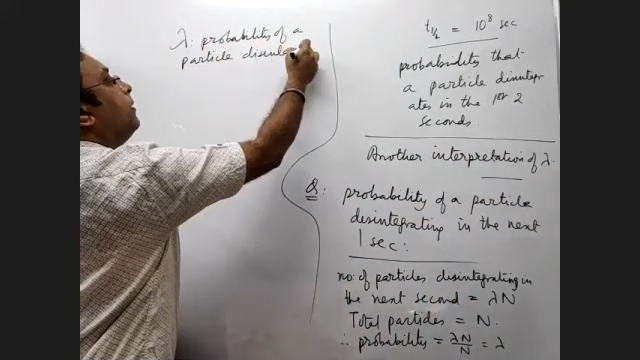 λ: probability of a
particle disinte
t½ = 10⁸ sec
probability that
a particle disintegr
ates in the 1st 2
seconds.
Another interpretation of λ.
Q: probability of a particle
desintegrating in the next
1 sec:
no: of particles disintegrating in
the next second = λN
Total particles = N.
∴ probability = λN/N = λ